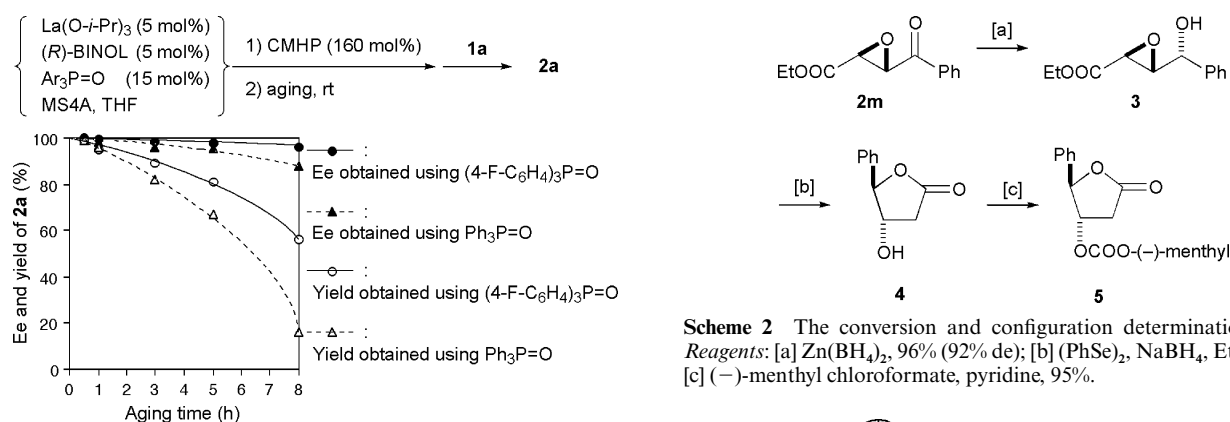 La(O-i-Pr)3 (5 mol%)
(R)-BINOL (5 mol%)
Ar3P=O (15 mol%)
MS4A, THF
1) CMHP (160 mol%)
2) aging, rt
1a
2a
Ee and yield of 2a (%)
100
80
60
40
20
0
0 1 2 3 4 5 6 7 8
Aging time (h)
:
Ee obtained using (4-F-C6H4)3P=O
:
Ee obtained using Ph3P=O
:
Yield obtained using (4-F-C6H4)3P=O
:
Yield obtained using Ph3P=O
EtOOC
O
O
Ph
2m
[a]
EtOOC
O
OH
Ph
3
[b]
Ph
O
O
OH
4
[c]
Ph
O
O
OCOO-(−)-menthyl
5
Scheme 2 The conversion and configuration determinatio
Reagents: [a] Zn(BH4)2, 96% (92% de); [b] (PhSe)2, NaBH4, Et
[c] (−)-menthyl chloroformate, pyridine, 95%.